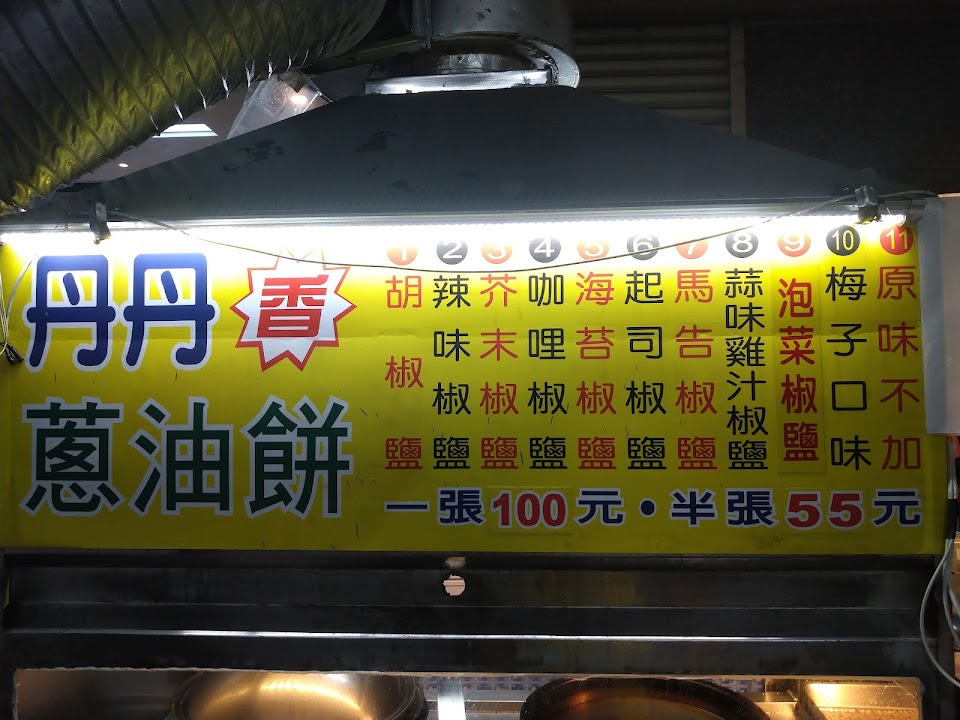 丹丹
香
蔥油餅
1 胡椒鹽
2 辣味椒鹽
3 芥末椒鹽
4 咖哩椒鹽
5 海苔椒鹽
6 起司椒鹽
7 馬告椒鹽
8 蒜味雞汁椒鹽
9 泡菜椒鹽
10 梅子口味
11 原味不加
一張100元・半張55元